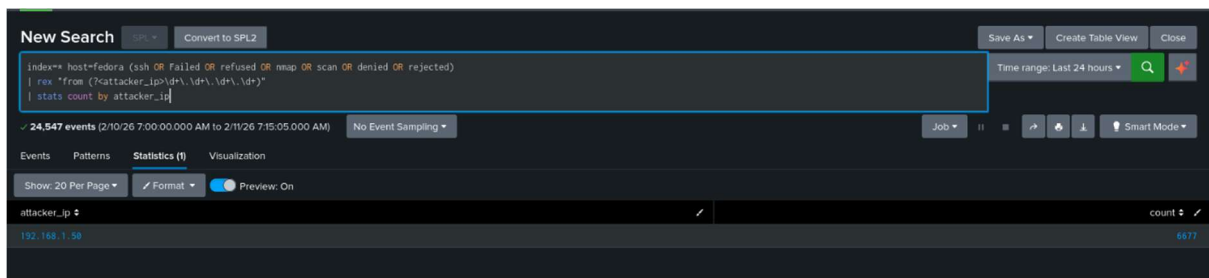 New Search
SPL
Convert to SPL2
Save As
Create Table View
Close
index=* host=fedora (ssh OR Failed OR refused OR nmap OR scan OR denied OR rejected)
| rex "from (?<attacker_ip>\d+\.\d+\.\d+\.\d+)"
| stats count by attacker_ip
Time range: Last 24 hours
24,547 events (2/10/26 7:00:00.000 AM to 2/11/26 7:15:05.000 AM)
No Event Sampling
Job
Smart Mode
Events
Patterns
Statistics (1)
Visualization
Show: 20 Per Page
Format
Preview: On
attacker_ip
count
192.168.1.50
6677